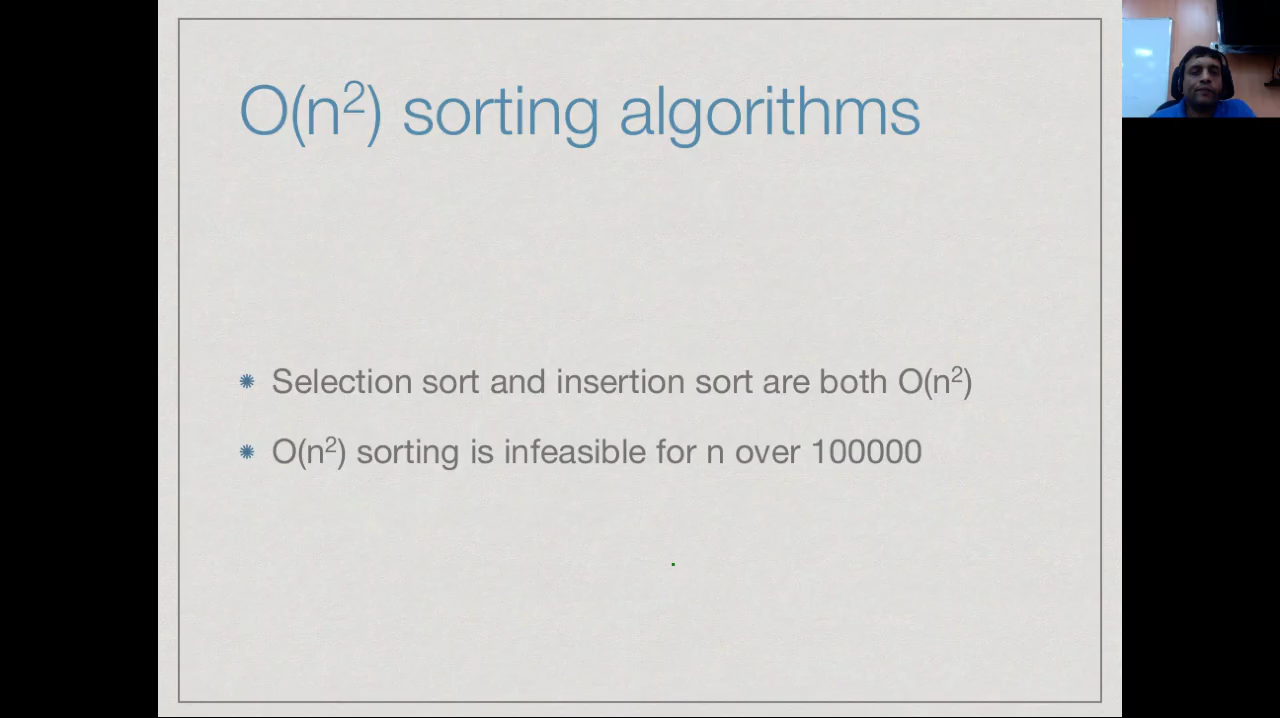 O(n²) sorting algorithms
Selection sort and insertion sort are both O(n²)
O(n²) sorting is infeasible for n over 100000